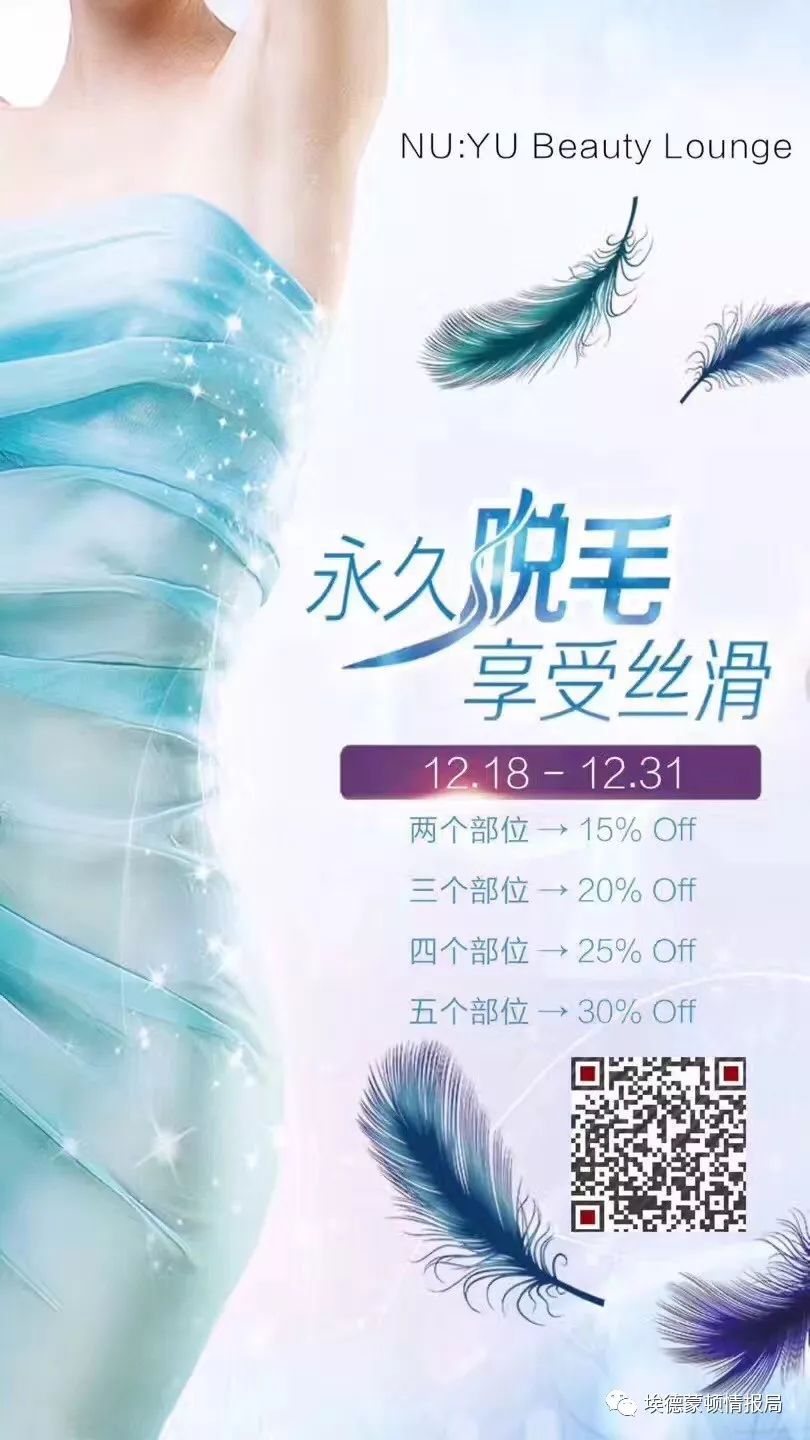 NU:YU Beauty Lounge
永久脱毛
享受丝滑
12.18 - 12.31
两个部位 → 15% Off
三个部位 → 20% Off
四个部位 → 25% Off
五个部位 → 30% Off
埃德蒙顿情报局